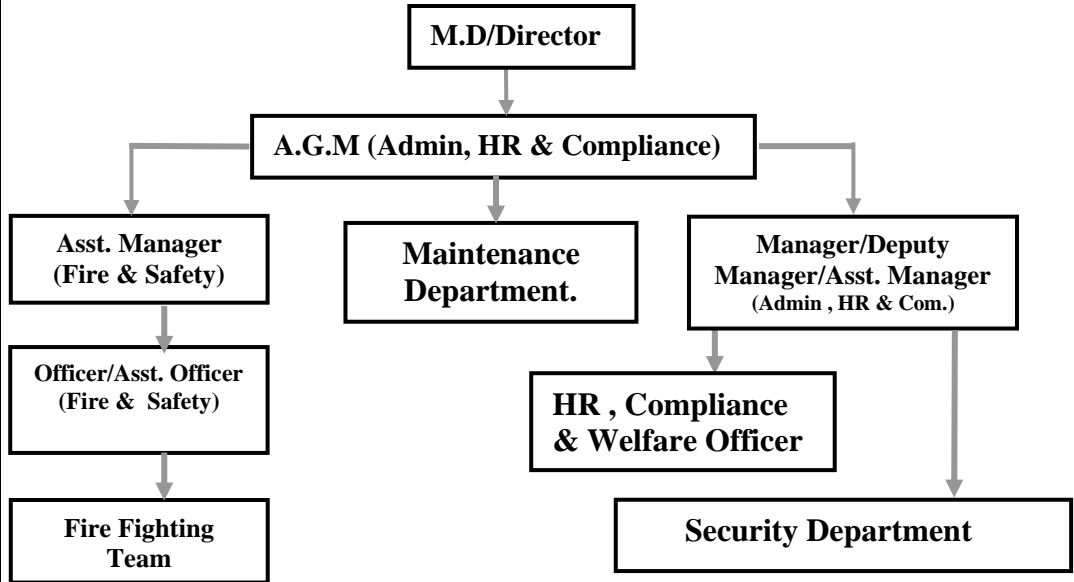 M.D/Director
A.G.M (Admin, HR & Compliance)
Asst. Manager
(Fire & Safety)
Maintenance
Department.
Manager/Deputy
Manager/Asst. Manager
(Admin , HR & Com.)
Officer/Asst. Officer
(Fire & Safety)
HR , Compliance
& Welfare Officer
Fire Fighting
Team
Security Department